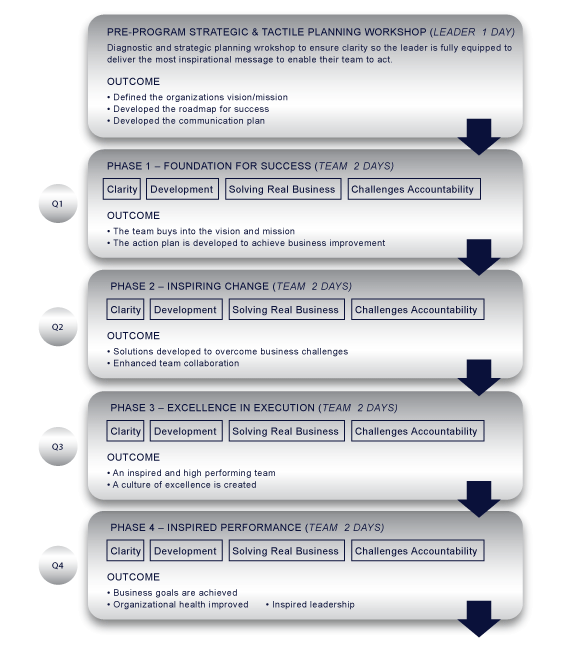 PRE-PROGRAM STRATEGIC & TACTILE PLANNING WORKSHOP (LEADER 1 DAY)
Diagnostic and strategic planning wrokshop to ensure clarity so the leader is fully equipped to
deliver the most inspirational message to enable their team to act.
OUTCOME
• Defined the organizations vision/mission
• Developed the roadmap for success
• Developed the communication plan
PHASE 1 – FOUNDATION FOR SUCCESS (TEAM 2 DAYS)
Clarity Development Solving Real Business Challenges Accountability
Q1
OUTCOME
• The team buys into the vision and mission
• The action plan is developed to achieve business improvement
PHASE 2 – INSPIRING CHANGE (TEAM 2 DAYS)
Clarity Development Solving Real Business Challenges Accountability
Q2
OUTCOME
• Solutions developed to overcome business challenges
• Enhanced team collaboration
PHASE 3 – EXCELLENCE IN EXECUTION (TEAM 2 DAYS)
Clarity Development Solving Real Business Challenges Accountability
Q3
OUTCOME
• An inspired and high performing team
• A culture of excellence is created
PHASE 4 – INSPIRED PERFORMANCE (TEAM 2 DAYS)
Clarity Development Solving Real Business Challenges Accountability
Q4
OUTCOME
• Business goals are achieved
• Organizational health improved • Inspired leadership